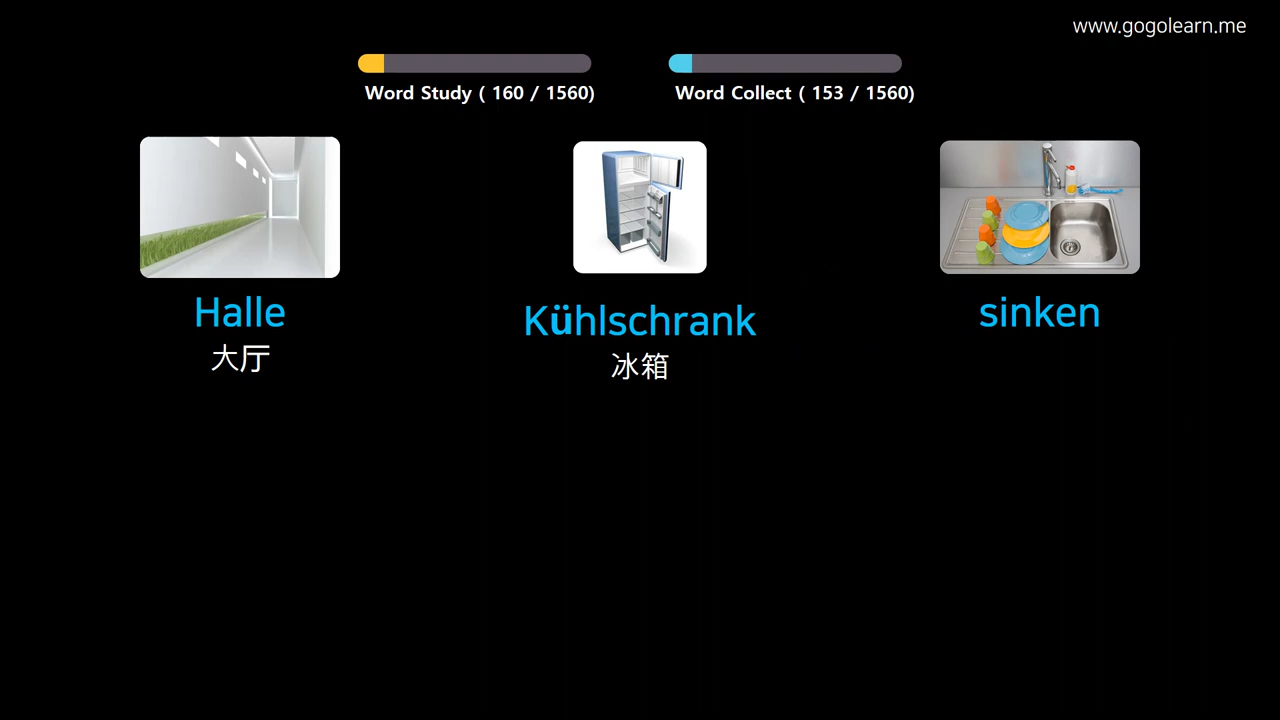 www.gogolearn.me
Word Study ( 160 / 1560)
Word Collect ( 153 / 1560)
Halle
大厅
Kühlschrank
冰箱
sinken